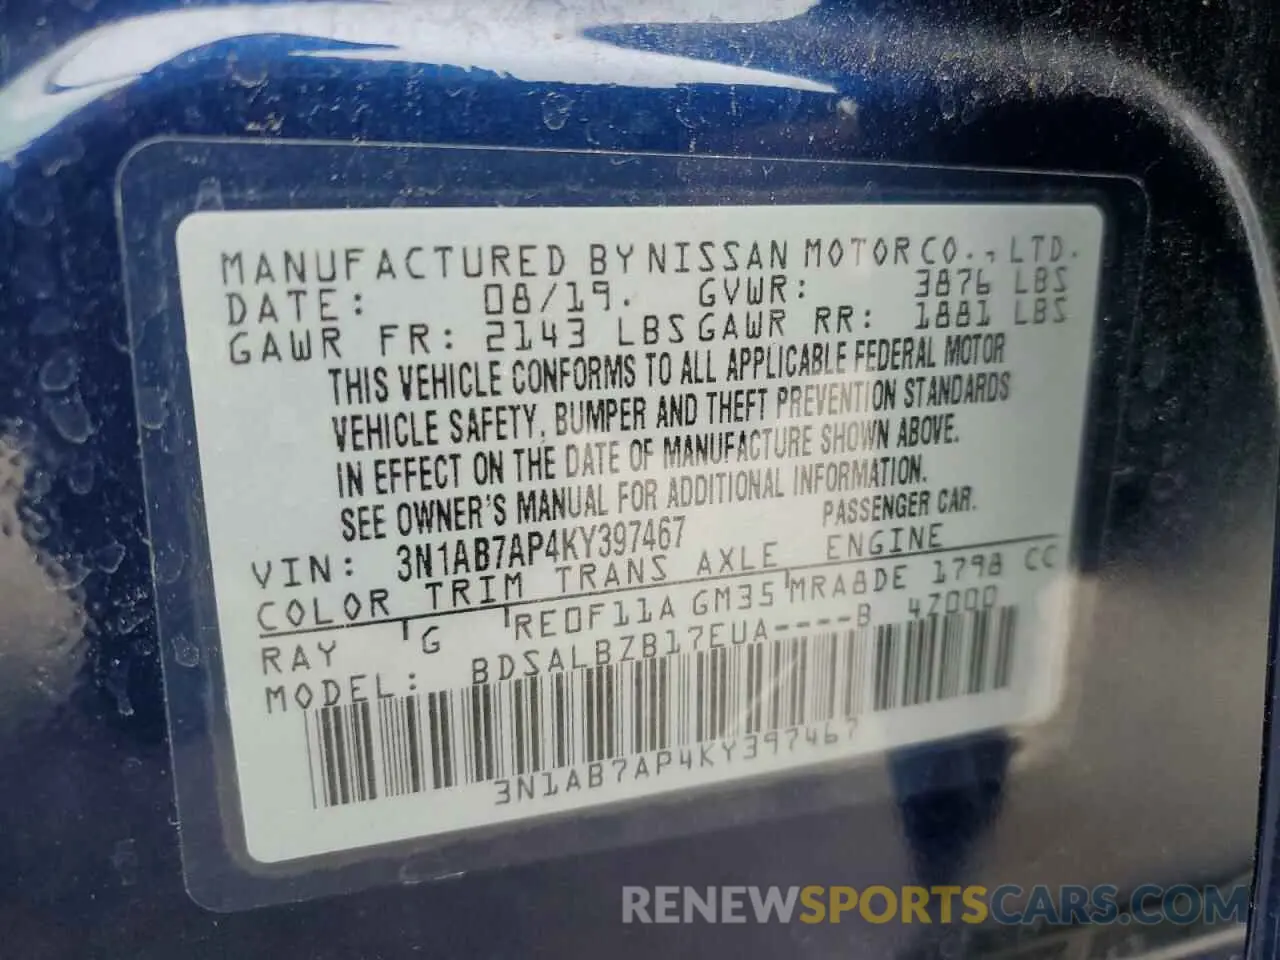 MANUFACTURED BY NISSAN MOTOR CO., LTD.
DATE: 08/19. GVWR: 3876 LBS
GAWR FR: 2143 LBS GAWR RR: 1881 LBS
THIS VEHICLE CONFORMS TO ALL APPLICABLE FEDERAL MOTOR
VEHICLE SAFETY, BUMPER AND THEFT PREVENTION STANDARDS
IN EFFECT ON THE DATE OF MANUFACTURE SHOWN ABOVE.
SEE OWNER'S MANUAL FOR ADDITIONAL INFORMATION.
VIN: 3N1AB7AP4KY397467 PASSENGER CAR.
COLOR TRIM TRANS AXLE ENGINE
RAY G RE0F11A GM35 MRA8DE 1798 CC
MODEL: BDSALBZB17EUA----B 4Z000
3N1AB7AP4KY397467
RENEWSPORTSCARS.COM